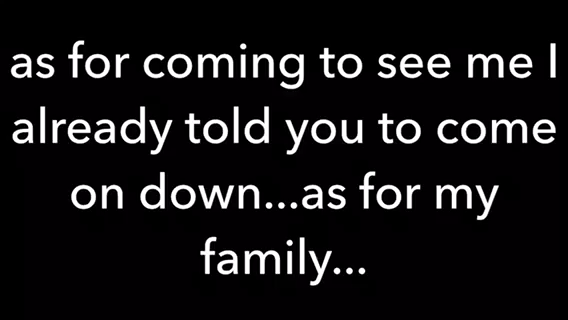 as for coming to see me I
already told you to come
on down...as for my
family...